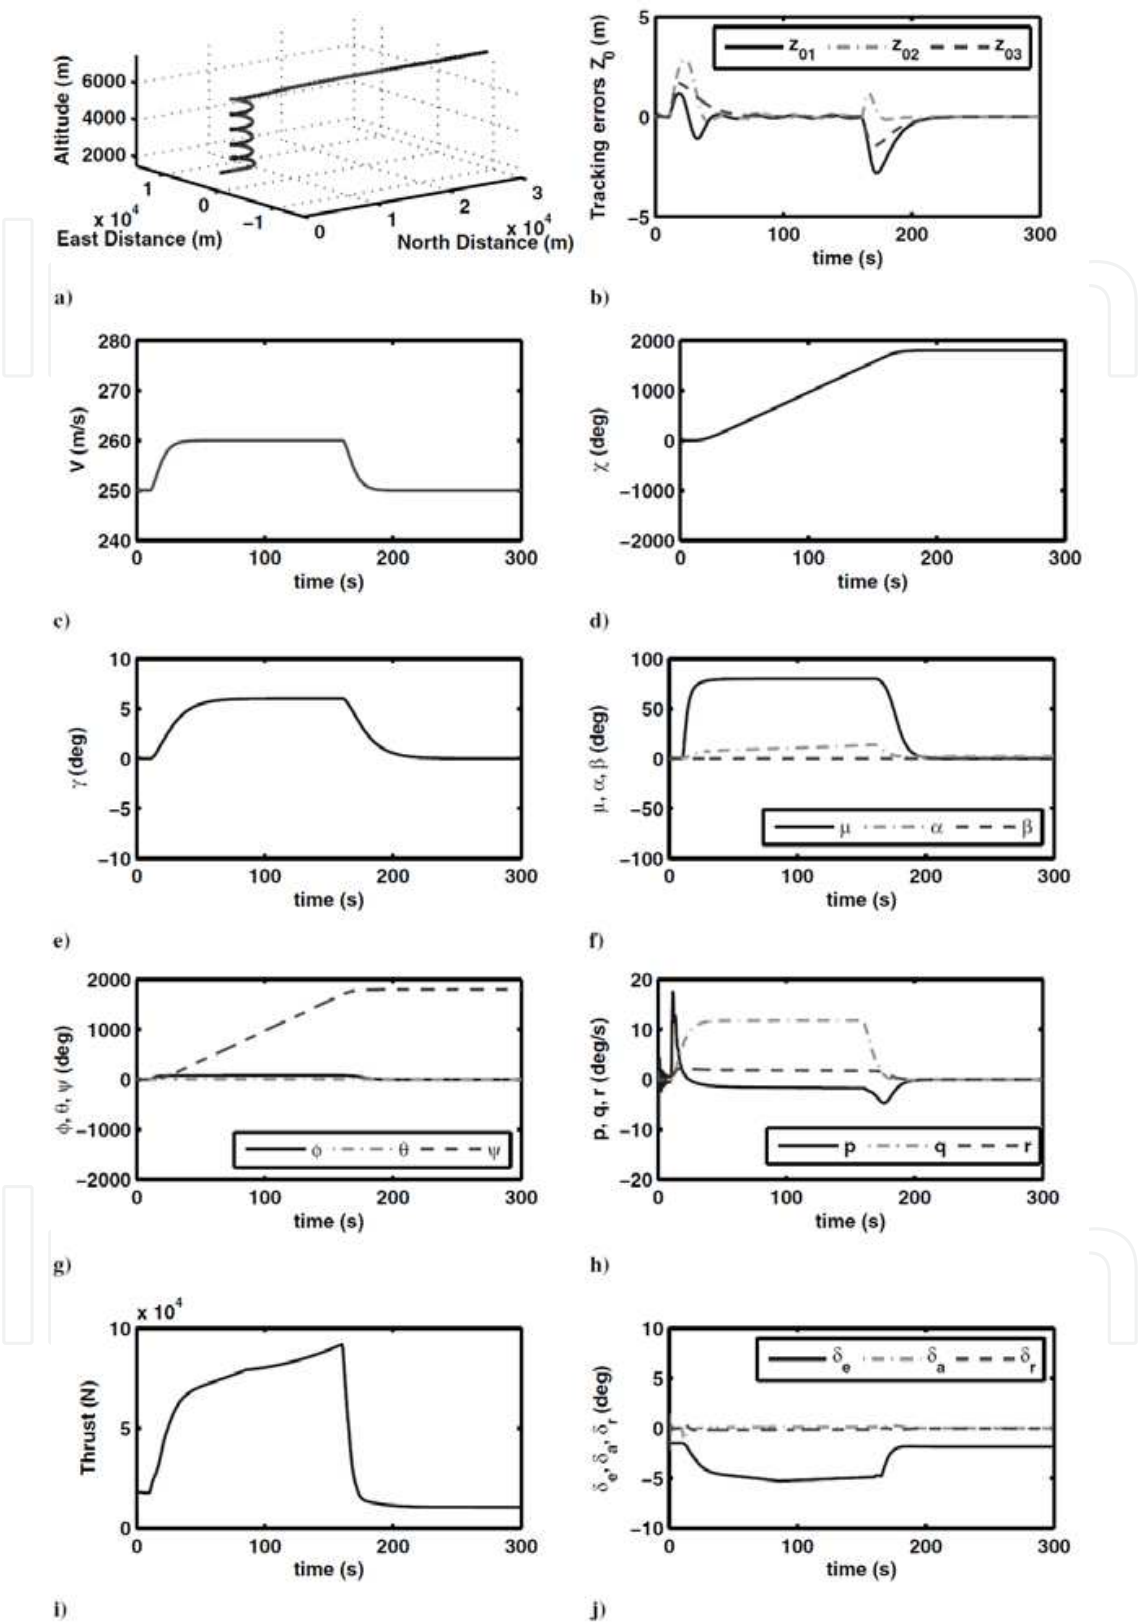 Altitude (m)
6000
4000
2000
1
0
−1
x 10^4
East Distance (m)
0
1
2
3
x 10^4
North Distance (m)
a)
Tracking errors Z_0 (m)
z_01 z_02 z_03
5
0
−5
0 100 200 300
time (s)
b)
V (m/s)
280
270
260
250
240
0 100 200 300
time (s)
c)
χ (deg)
2000
1000
0
−1000
−2000
0 100 200 300
time (s)
d)
γ (deg)
10
5
0
−5
−10
0 100 200 300
time (s)
e)
μ, α, β (deg)
100
50
0
−50
−100
μ α β
0 100 200 300
time (s)
f)
ϕ, θ, ψ (deg)
2000
1000
0
−1000
−2000
ϕ θ ψ
0 100 200 300
time (s)
g)
p, q, r (deg/s)
20
10
0
−10
−20
p q r
0 100 200 300
time (s)
h)
x 10^4
Thrust (N)
10
5
0
0 100 200 300
time (s)
i)
δ_e, δ_a, δ_r (deg)
δ_e δ_a δ_r
10
5
0
−5
−10
0 100 200 300
time (s)
j)